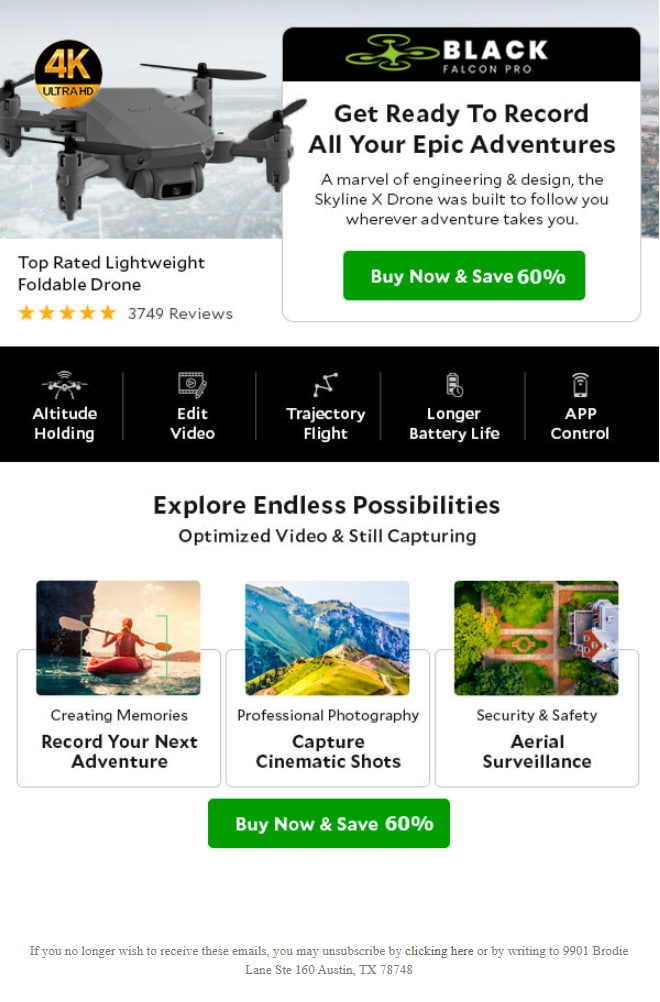 4K
ULTRA HD
BLACK
FALCON PRO
Get Ready To Record
All Your Epic Adventures
A marvel of engineering & design, the
Skyline X Drone was built to follow you
wherever adventure takes you.
Buy Now & Save 60%
Top Rated Lightweight
Foldable Drone
3749 Reviews
Altitude
Holding
Edit
Video
Trajectory
Flight
Longer
Battery Life
APP
Control
Explore Endless Possibilities
Optimized Video & Still Capturing
Creating Memories
Record Your Next
Adventure
Professional Photography
Capture
Cinematic Shots
Security & Safety
Aerial
Surveillance
Buy Now & Save 60%
If you no longer wish to receive these emails, you may unsubscribe by clicking here or by writing to 9901 Brodie
Lane Ste 160 Austin, TX 78748